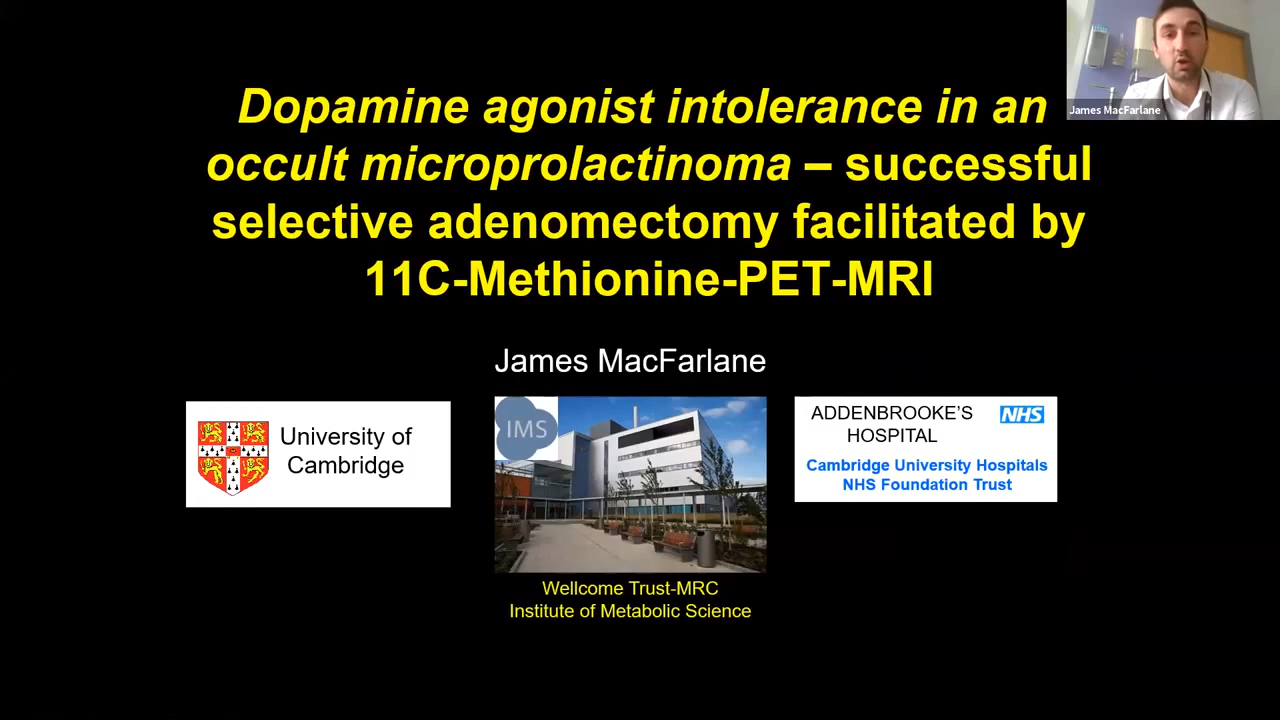 Dopamine agonist intolerance in an
occult microprolactinoma – successful
selective adenomectomy facilitated by
11C-Methionine-PET-MRI
James MacFarlane
James MacFarlane
University of
Cambridge
IMS
ADDENBROOKE'S
HOSPITAL
NHS
Cambridge University Hospitals
NHS Foundation Trust
Wellcome Trust-MRC
Institute of Metabolic Science